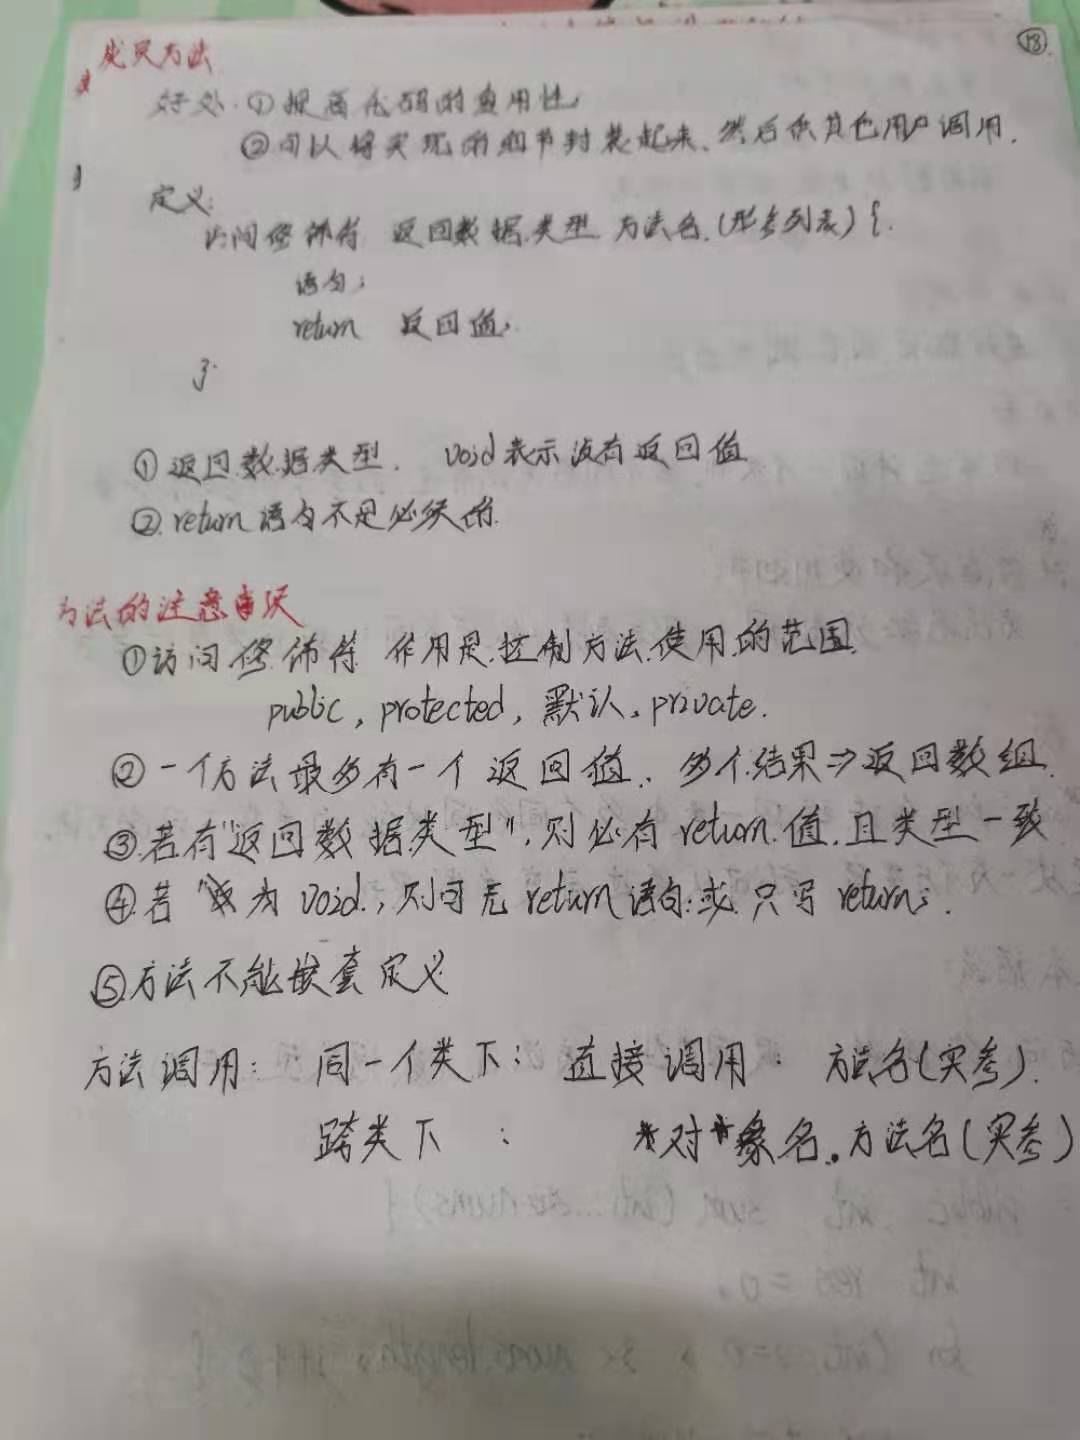 ⑱
成员方法
好处:①提高代码的复用性;
②可以将实现的细节封装起来、然后供其他用户调用.
定义:
访问修饰符 返回数据类型 方法名.(形参列表){.
语句;
return 返回值;
}
①返回数据类型. void表示没有返回值
②return语句不是必须的.
方法的注意事项
①访问修饰符 作用是控制方法使用的范围.
public, protected, 默认, private.
②一个方法最多有一个返回值. 多个结果⇒返回数组.
③若有"返回数据类型",则必有return.值,且类型一致
④若"为void.,则可无return语句;或只写return;.
⑤方法不能嵌套定义
方法调用: 同一个类下: 直接调用: 方法名(实参).
跨类下: 对象名.方法名(实参)